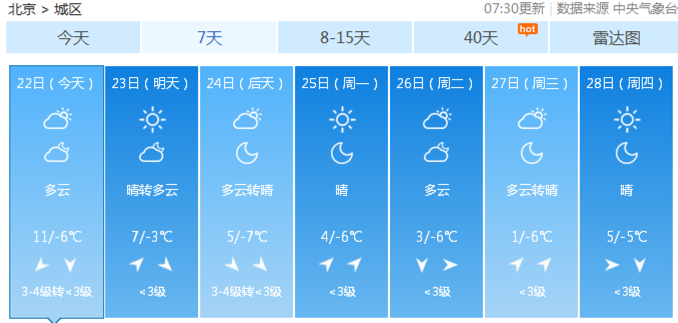 北京 > 城区
07:30更新 | 数据来源 中央气象台
今天 7天 8-15天 40天 hot 雷达图
22日（今天） 23日（明天） 24日（后天） 25日（周一） 26日（周二） 27日（周三） 28日（周四）
多云 晴转多云 多云转晴 晴 多云 多云转晴 晴
11/-6℃ 7/-3℃ 5/-7℃ 4/-6℃ 3/-6℃ 1/-6℃ 5/-5℃
3-4级转<3级 <3级 3-4级转<3级 <3级 <3级 <3级 <3级